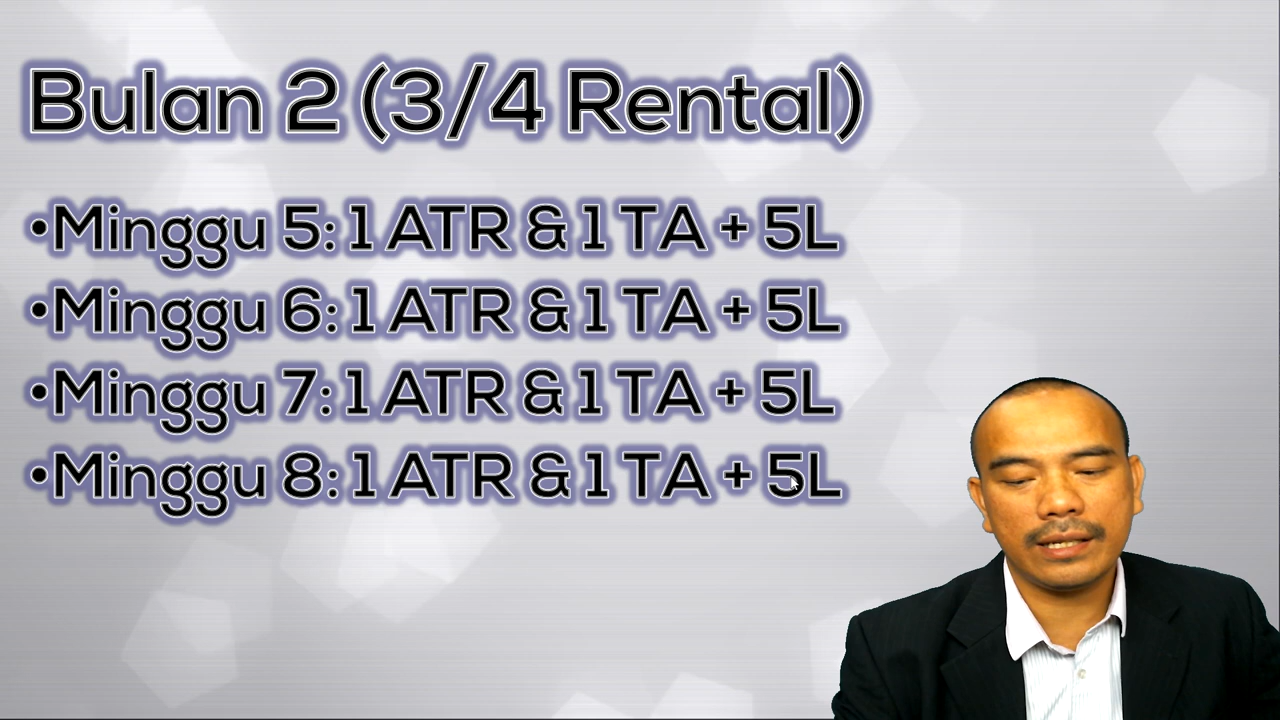 Bulan 2 (3/4 Rental)
•Minggu 5: 1 ATR & 1 TA + 5L
•Minggu 6: 1 ATR & 1 TA + 5L
•Minggu 7: 1 ATR & 1 TA + 5L
•Minggu 8: 1 ATR & 1 TA + 5L